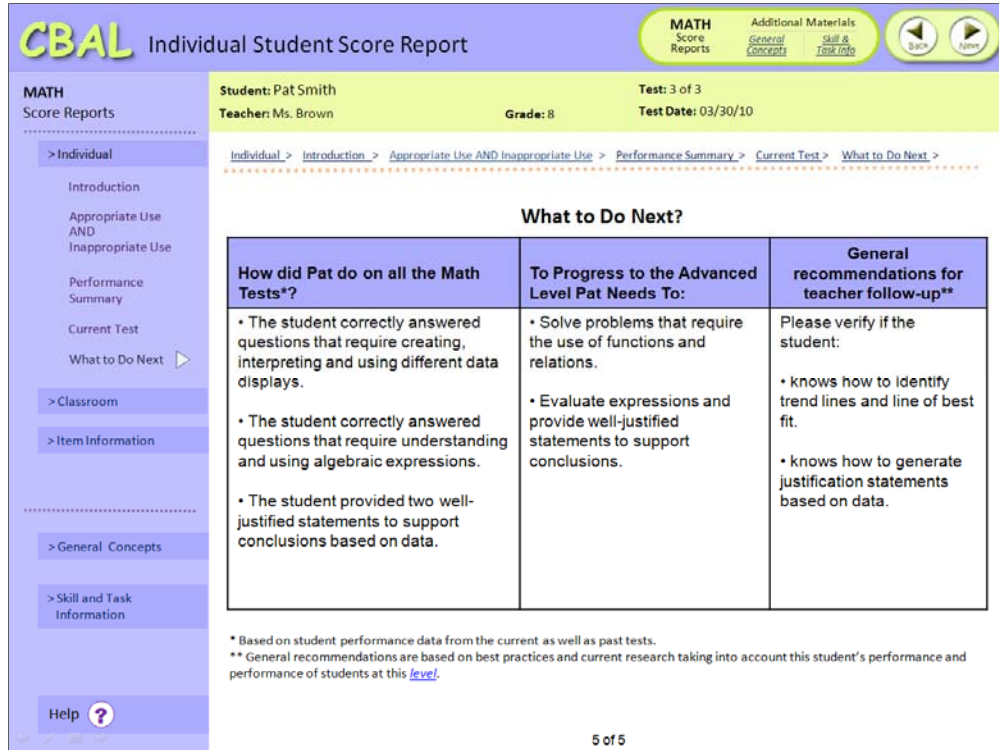 CBAL Individual Student Score Report
MATH
Score
Reports
Additional Materials
General
Concepts
Skill &
Task Info
Back
Next
MATH
Score Reports
Student: Pat Smith
Teacher: Ms. Brown
Grade: 8
Test: 3 of 3
Test Date: 03/30/10
> Individual
Introduction
Appropriate Use
AND
Inappropriate Use
Performance
Summary
Current Test
What to Do Next
> Classroom
> Item Information
> General Concepts
> Skill and Task
Information
Help ?
Individual > Introduction > Appropriate Use AND Inappropriate Use > Performance Summary > Current Test > What to Do Next >
What to Do Next?
How did Pat do on all the Math
Tests*?
• The student correctly answered
questions that require creating,
interpreting and using different data
displays.
• The student correctly answered
questions that require understanding
and using algebraic expressions.
• The student provided two well-
justified statements to support
conclusions based on data.
To Progress to the Advanced
Level Pat Needs To:
• Solve problems that require
the use of functions and
relations.
• Evaluate expressions and
provide well-justified
statements to support
conclusions.
General
recommendations for
teacher follow-up**
Please verify if the
student:
• knows how to identify
trend lines and line of best
fit.
• knows how to generate
justification statements
based on data.
* Based on student performance data from the current as well as past tests.
** General recommendations are based on best practices and current research taking into account this student's performance and
performance of students at this level.
5 of 5